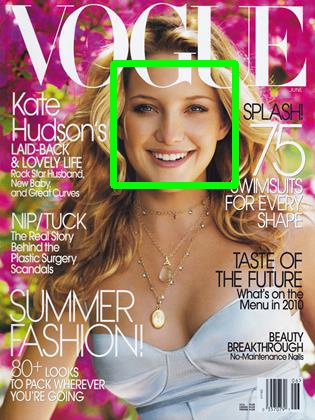 VOGUE
JUNE
Kate
Hudson's
LAID-BACK
& LOVELY LIFE
Rock Star Husband,
New Baby,
and Great Curves
NIP/TUCK
The Real Story
Behind the
Plastic Surgery
Scandals
SUMMER
FASHION!
80+ LOOKS
TO PACK WHEREVER
YOU'RE GOING
SPLASH!
75
SWIMSUITS
FOR EVERY
SHAPE
TASTE OF
THE FUTURE
What's on the
Menu in 2010
BEAUTY
BREAKTHROUGH
No-Maintenance Nails